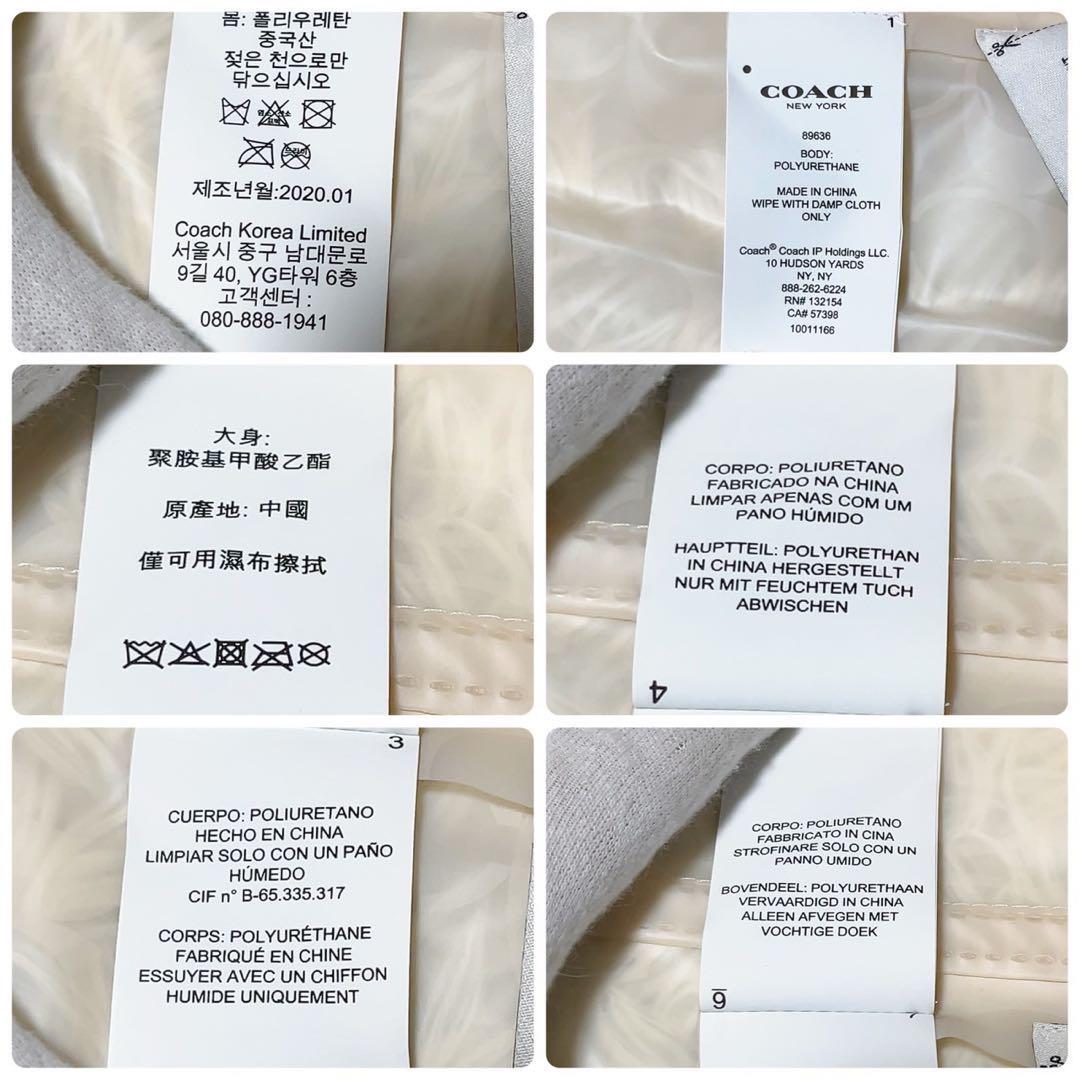 몸: 폴리우레탄
중국산
젖은 천으로만
닦으십시오
제조년월:2020.01
Coach Korea Limited
서울시 중구 남대문로
9길 40, YG타워 6층
고객센터 :
080-888-1941
1
COACH
NEW YORK
89636
BODY:
POLYURETHANE
MADE IN CHINA
WIPE WITH DAMP CLOTH
ONLY
Coach® Coach IP Holdings LLC.
10 HUDSON YARDS
NY, NY
888-262-6224
RN# 132154
CA# 57398
10011166
大身:
聚胺基甲酸乙酯
原產地: 中國
僅可用濕布擦拭
CORPO: POLIURETANO
FABRICADO NA CHINA
LIMPAR APENAS COM UM
PANO HÚMIDO
HAUPTTEIL: POLYURETHAN
IN CHINA HERGESTELLT
NUR MIT FEUCHTEM TUCH
ABWISCHEN
4
3
CUERPO: POLIURETANO
HECHO EN CHINA
LIMPIAR SOLO CON UN PAÑO
HÚMEDO
CIF n° B-65.335.317
CORPS: POLYURÉTHANE
FABRIQUÉ EN CHINE
ESSUYER AVEC UN CHIFFON
HUMIDE UNIQUEMENT
CORPO: POLIURETANO
FABBRICATO IN CINA
STROFINARE SOLO CON UN
PANNO UMIDO
BOVENDEEL: POLYURETHAAN
VERVAARDIGD IN CHINA
ALLEEN AFVEGEN MET
VOCHTIGE DOEK
6
8